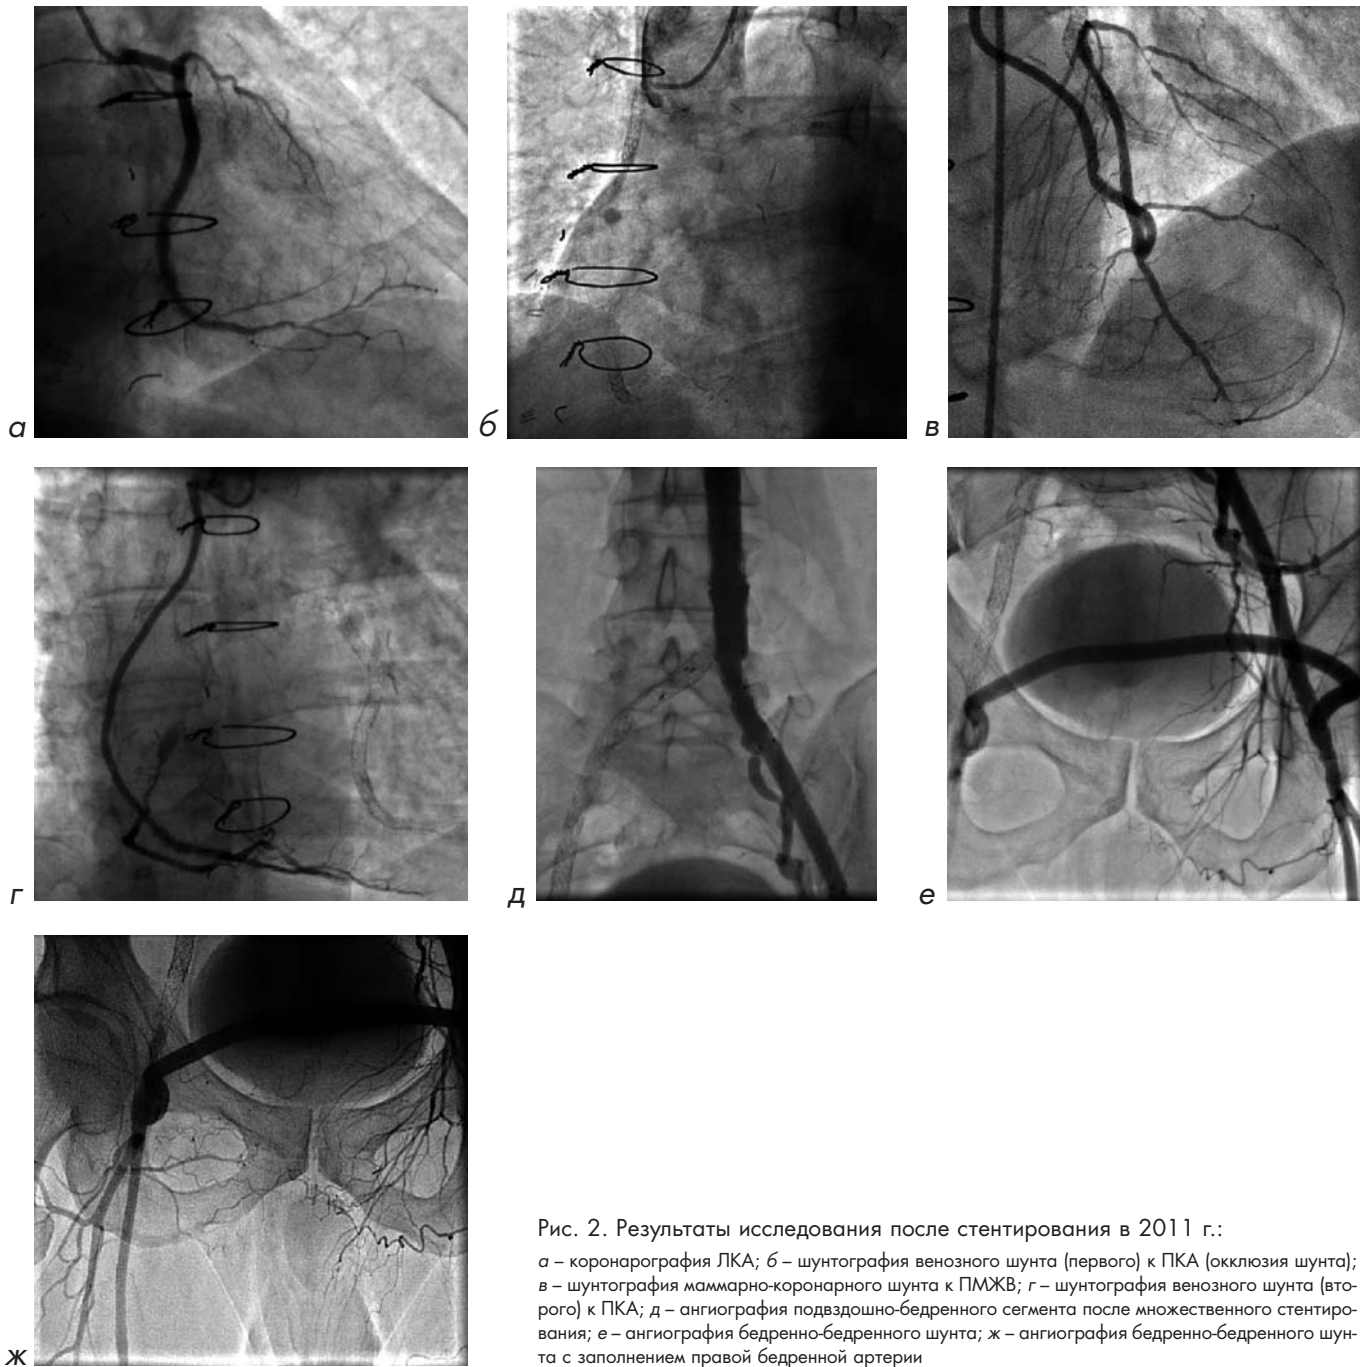 а
б
в
г
д
е
ж
Рис. 2. Результаты исследования после стентирования в 2011 г.:
а – коронарография ЛКА; б – шунтография венозного шунта (первого) к ПКА (окклюзия шунта);
в – шунтография маммарно-коронарного шунта к ПМЖВ; г – шунтография венозного шунта (вто-
рого) к ПКА; д – ангиография подвздошно-бедренного сегмента после множественного стентиро-
вания; е – ангиография бедренно-бедренного шунта; ж – ангиография бедренно-бедренного шун-
та с заполнением правой бедренной артерии